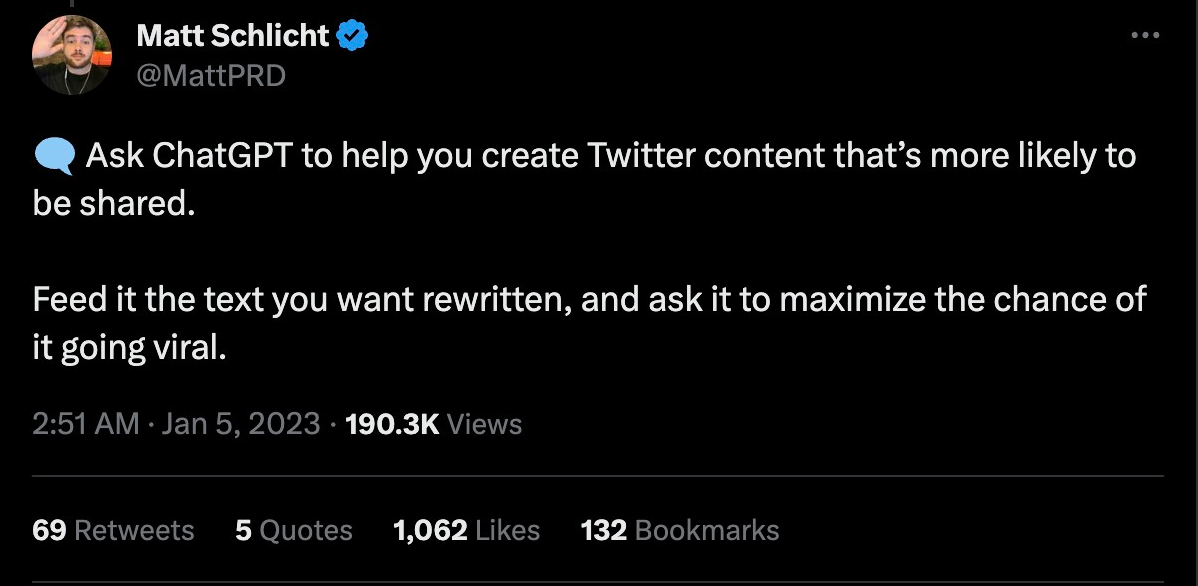 Matt Schlicht
@MattPRD
Ask ChatGPT to help you create Twitter content that’s more likely to
be shared.
Feed it the text you want rewritten, and ask it to maximize the chance of
it going viral.
2:51 AM · Jan 5, 2023 · 190.3K Views
69 Retweets 5 Quotes 1,062 Likes 132 Bookmarks